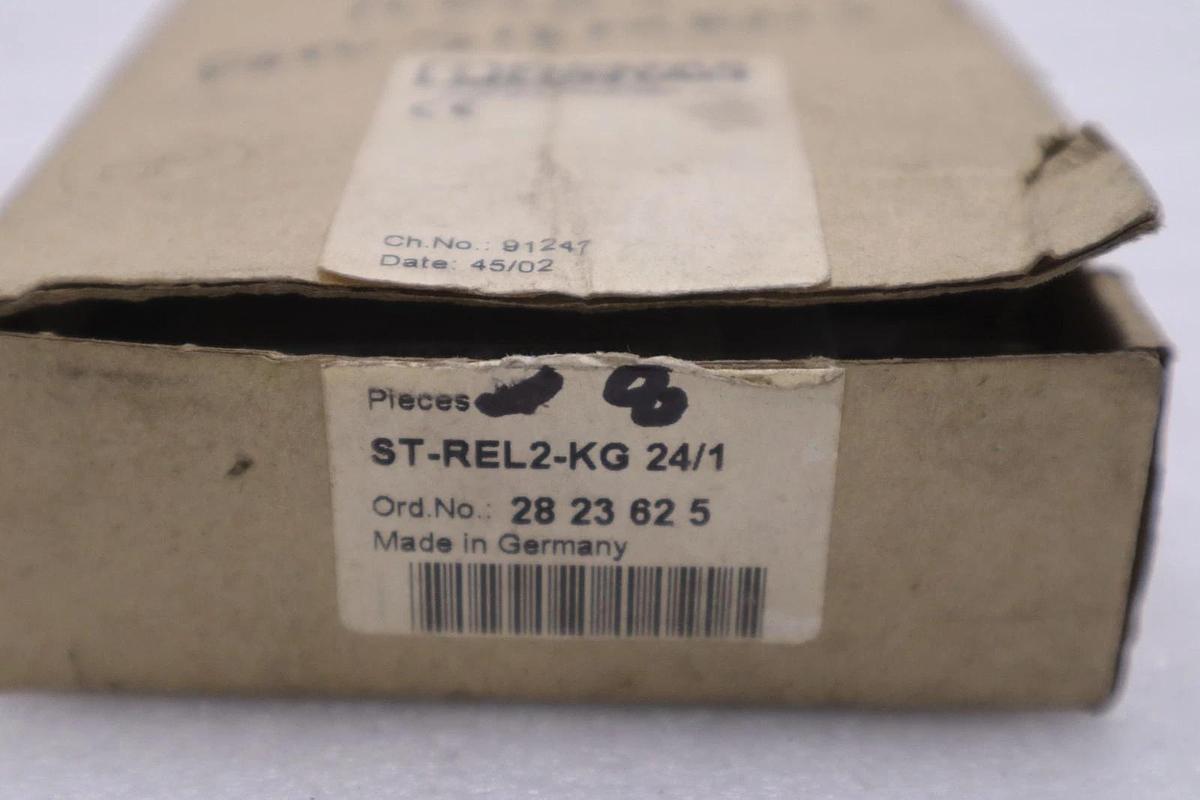 Ch.No.: 91247
Date: 45/02
Pieces 8
ST-REL2-KG 24/1
Ord.No.: 28 23 62 5
Made in Germany